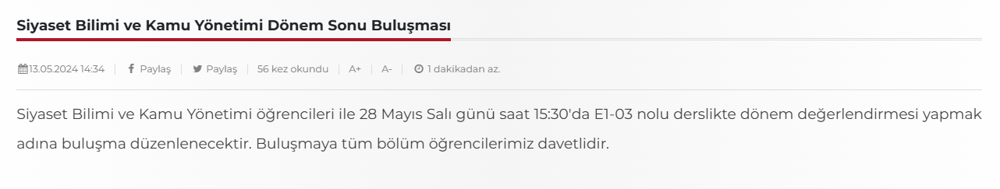 Siyaset Bilimi ve Kamu Yönetimi Dönem Sonu Buluşması
13.05.2024 14:34 Paylaş Paylaş 56 kez okundu A+ A- 1 dakikadan az.
Siyaset Bilimi ve Kamu Yönetimi öğrencileri ile 28 Mayıs Salı günü saat 15:30'da E1-03 nolu derslikte dönem değerlendirmesi yapmak
adına buluşma düzenlenecektir. Buluşmaya tüm bölüm öğrencilerimiz davetlidir.